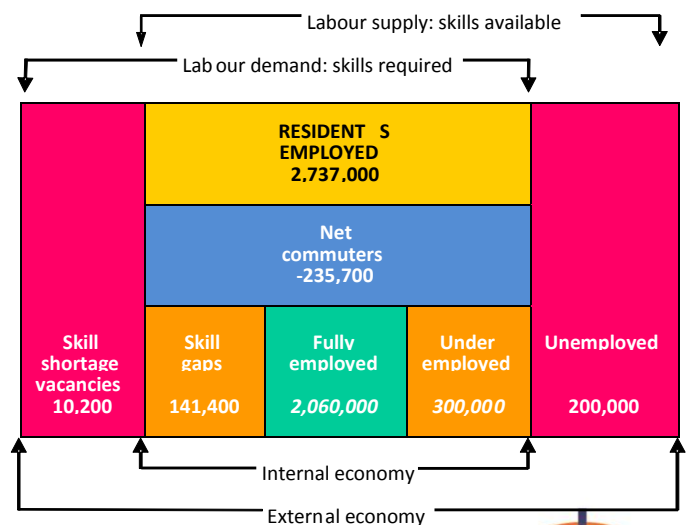 Labour supply: skills available
Lab our demand: skills required
RESIDENT S
EMPLOYED
2,737,000
Net
commuters
-235,700
Skill
shortage
vacancies
10,200
Skill
gaps
141,400
Fully
employed
2,060,000
Under
employed
300,000
Unemployed
200,000
Internal economy
External economy